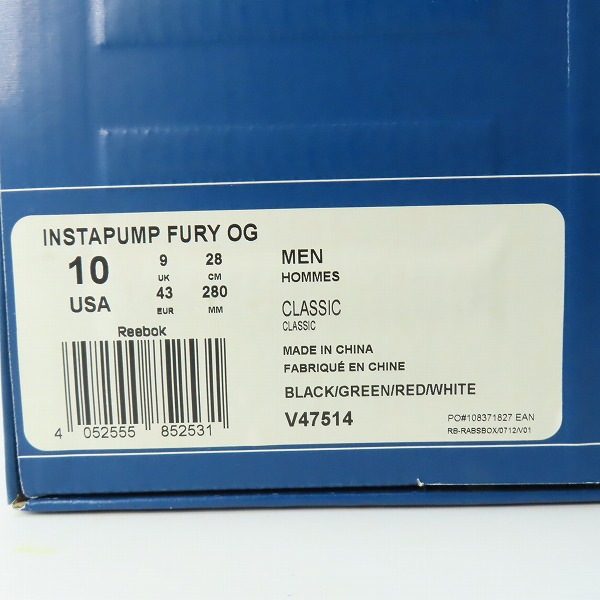 INSTAPUMP FURY OG
10 9 28
UK CM
USA 43 280
EUR MM
MEN
HOMMES
CLASSIC
CLASSIC
MADE IN CHINA
FABRIQUÉ EN CHINE
BLACK/GREEN/RED/WHITE
V47514
PO#108371827 EAN
RB-RABSBOX/0712/V01
Reebok
4 052555 852531